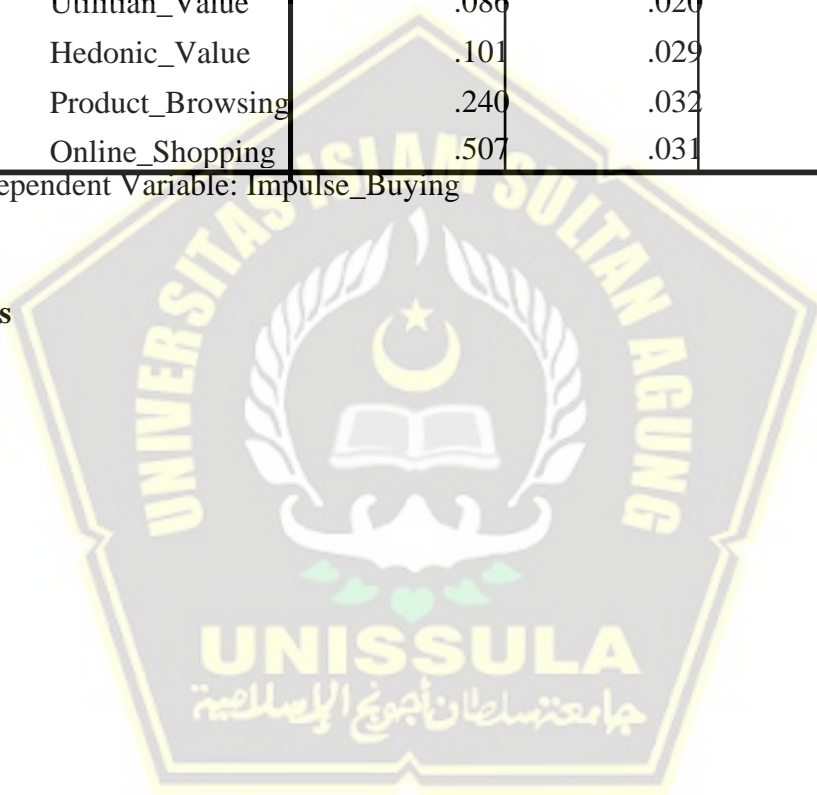 Utilitian_Value .086 .020
Hedonic_Value .101 .029
Product_Browsing .240 .032
Online_Shopping .507 .031
ependent Variable: Impulse_Buying
s
UNIVERSITAS ISLAM SULTAN AGUNG
UNISSULA
جامعة سلطان أجونج الإسلامية